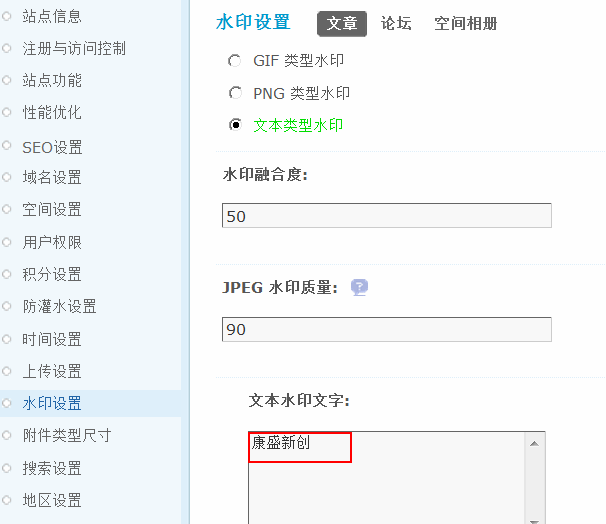 站点信息
注册与访问控制
站点功能
性能优化
SEO设置
域名设置
空间设置
用户权限
积分设置
防灌水设置
时间设置
上传设置
水印设置
附件类型尺寸
搜索设置
地区设置
水印设置 文章 论坛 空间相册
GIF 类型水印
PNG 类型水印
文本类型水印
水印融合度:
50
JPEG 水印质量: ?
90
文本水印文字:
康盛新创